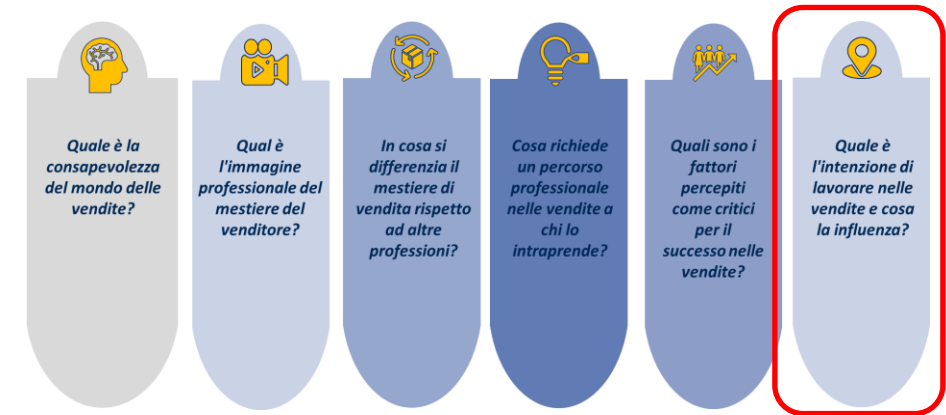 Quale è la
consapevolezza
del mondo delle
vendite?
Qual è
l'immagine
professionale del
mestiere del
venditore?
In cosa si
differenzia il
mestiere di
vendita rispetto
ad altre
professioni?
Cosa richiede
un percorso
professionale
nelle vendite a
chi lo
intraprende?
Quali sono i
fattori
percepiti
come critici
per il
successo nelle
vendite?
Quale è
l'intenzione di
lavorare nelle
vendite e cosa
la influenza?